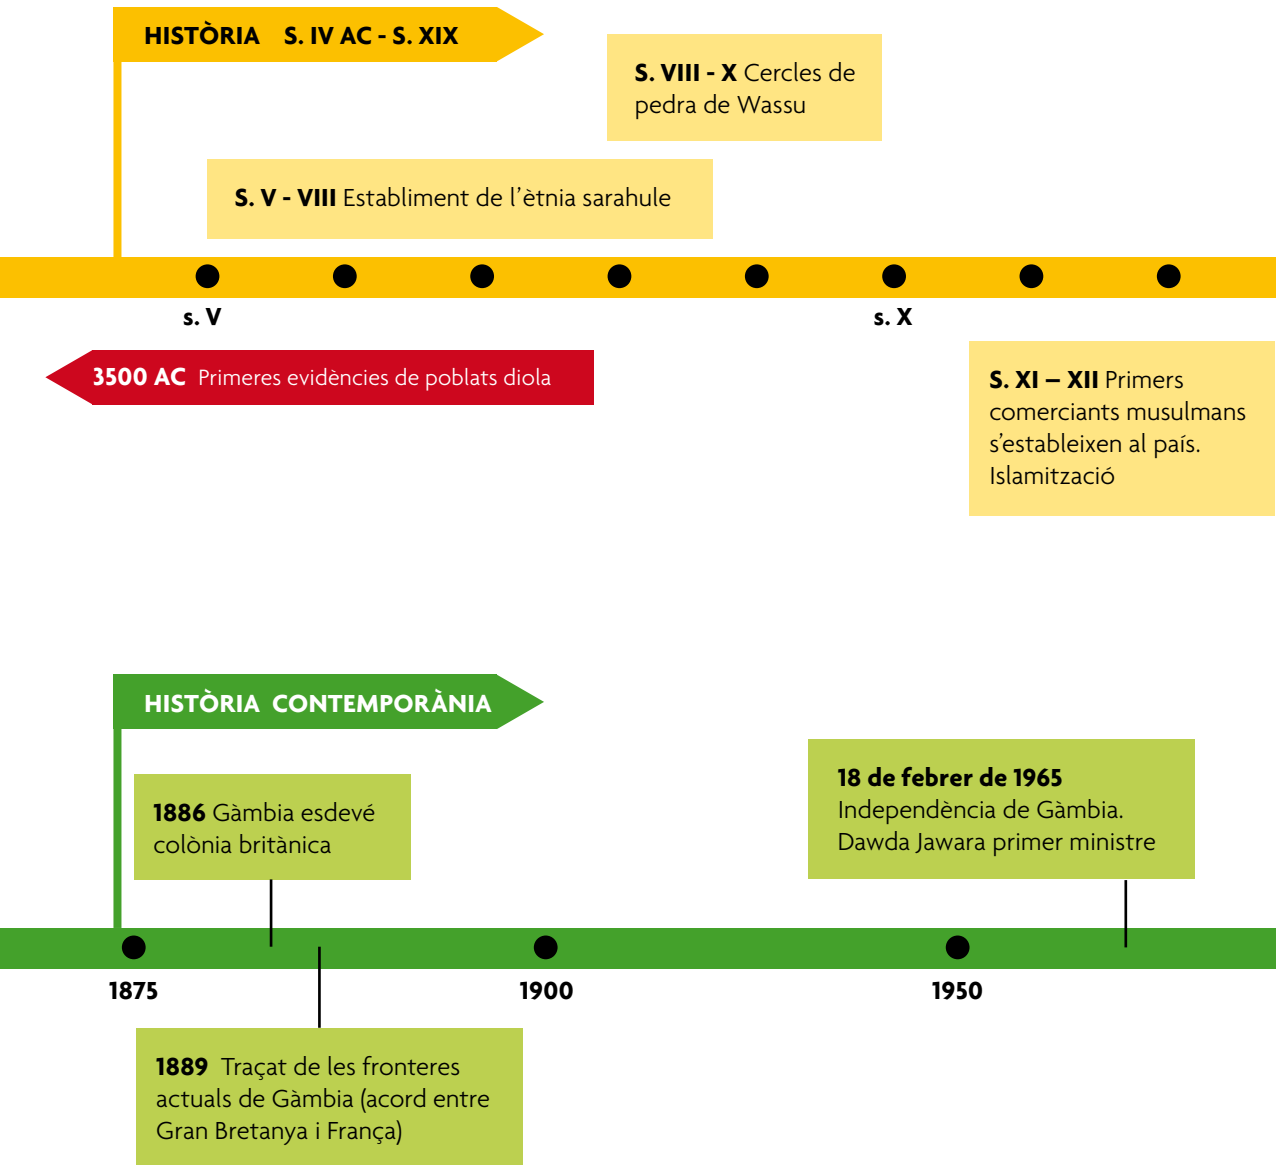 HISTÒRIA S. IV AC - S. XIX
S. VIII - X Cercles de
pedra de Wassu
S. V - VIII Establiment de l’ètnia sarahule
s. V
s. X
3500 AC Primeres evidències de poblats diola
S. XI – XII Primers
comerciants musulmans
s’estableixen al país.
Islamització
HISTÒRIA CONTEMPORÀNIA
1886 Gàmbia esdevé
colònia britànica
18 de febrer de 1965
Independència de Gàmbia.
Dawda Jawara primer ministre
1875
1900
1950
1889 Traçat de les fronteres
actuals de Gàmbia (acord entre
Gran Bretanya i França)